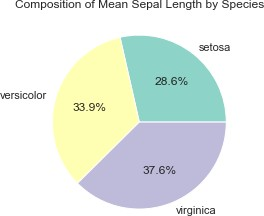 Composition of Mean Sepal Length by Species
setosa
28.6%
versicolor
33.9%
37.6%
virginica